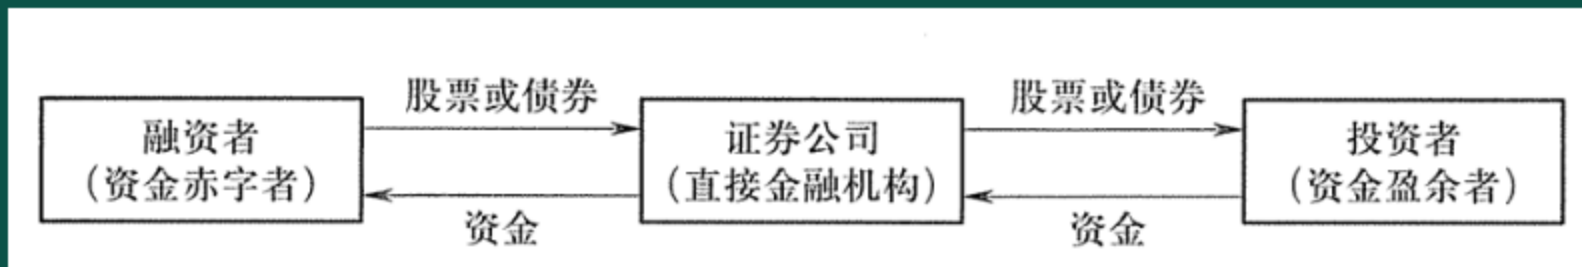 股票或债券
股票或债券
融资者
(资金赤字者)
证券公司
(直接金融机构)
投资者
(资金盈余者)
资金
资金